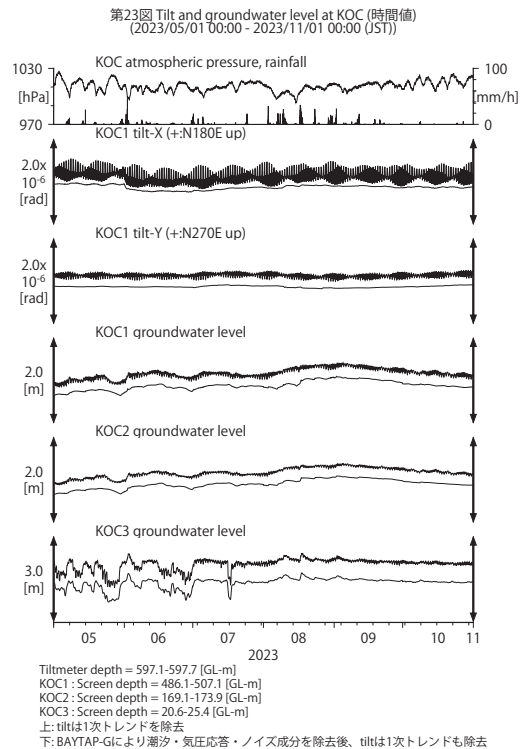 第23図 Tilt and groundwater level at KOC (時間値)
(2023/05/01 00:00 - 2023/11/01 00:00 (JST))
KOC atmospheric pressure, rainfall
1030
[hPa]
970
100
[mm/h]
0
KOC1 tilt-X (+:N180E up)
2.0x
10⁻⁶
[rad]
KOC1 tilt-Y (+:N270E up)
2.0x
10⁻⁶
[rad]
KOC1 groundwater level
2.0
[m]
KOC2 groundwater level
2.0
[m]
KOC3 groundwater level
3.0
[m]
05 06 07 08 09 10 11
2023
Tiltmeter depth = 597.1-597.7 [GL-m]
KOC1 : Screen depth = 486.1-507.1 [GL-m]
KOC2 : Screen depth = 169.1-173.9 [GL-m]
KOC3 : Screen depth = 20.6-25.4 [GL-m]
上: tiltは1次トレンドを除去
下: BAYTAP-Gにより潮汐・気圧応答・ノイズ成分を除去後、tiltは1次トレンドも除去